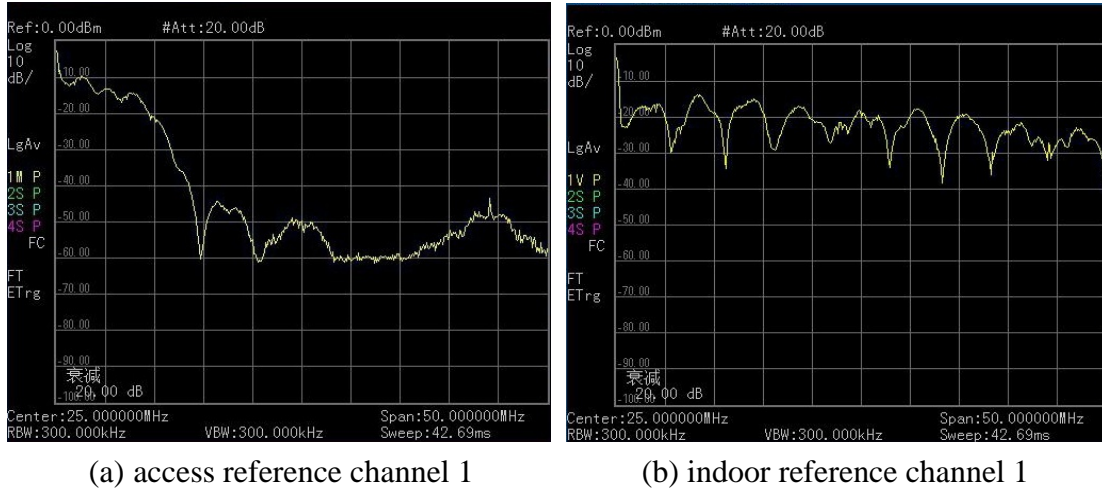 Ref:0.00dBm #Att:20.00dB
Log
10
dB/
-10.00
-20.00
-30.00
LgAv
-40.00
1M P
2S P
3S P
4S P
-50.00
FC
-60.00
FT
-70.00
ETrg
-80.00
-90.00
衰减
20.00 dB
-100.00
Center:25.000000MHz Span:50.000000MHz
RBW:300.000kHz VBW:300.000kHz Sweep:42.69ms
(a) access reference channel 1
Ref:0.00dBm #Att:20.00dB
Log
10
dB/
-10.00
-20.00
-30.00
LgAv
-40.00
1V P
2S P
3S P
4S P
-50.00
FC
-60.00
FT
-70.00
ETrg
-80.00
-90.00
衰减
20.00 dB
-100.00
Center:25.000000MHz Span:50.000000MHz
RBW:300.000kHz VBW:300.000kHz Sweep:42.69ms
(b) indoor reference channel 1